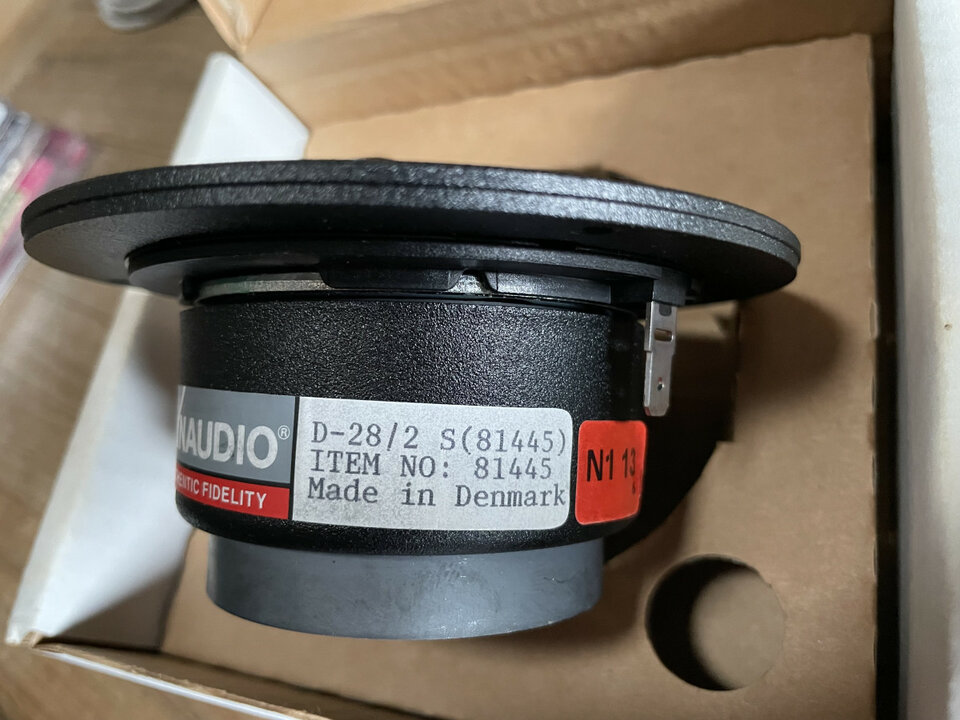 NAUDIO®
ENTIC FIDELITY
D-28/2 S(81445)
ITEM NO: 81445
Made in Denmark
N1 13